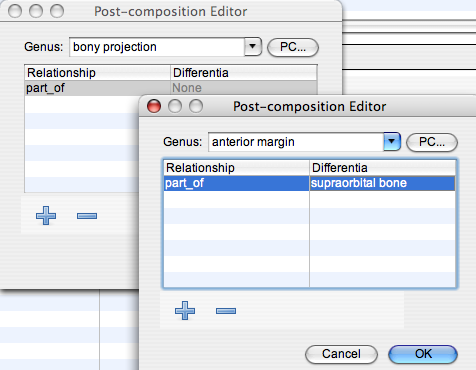 Post-composition Editor
Genus: bony projection PC...
Relationship Differentia
part_of None
Post-composition Editor
Genus: anterior margin PC...
Relationship Differentia
part_of supraorbital bone
Cancel OK